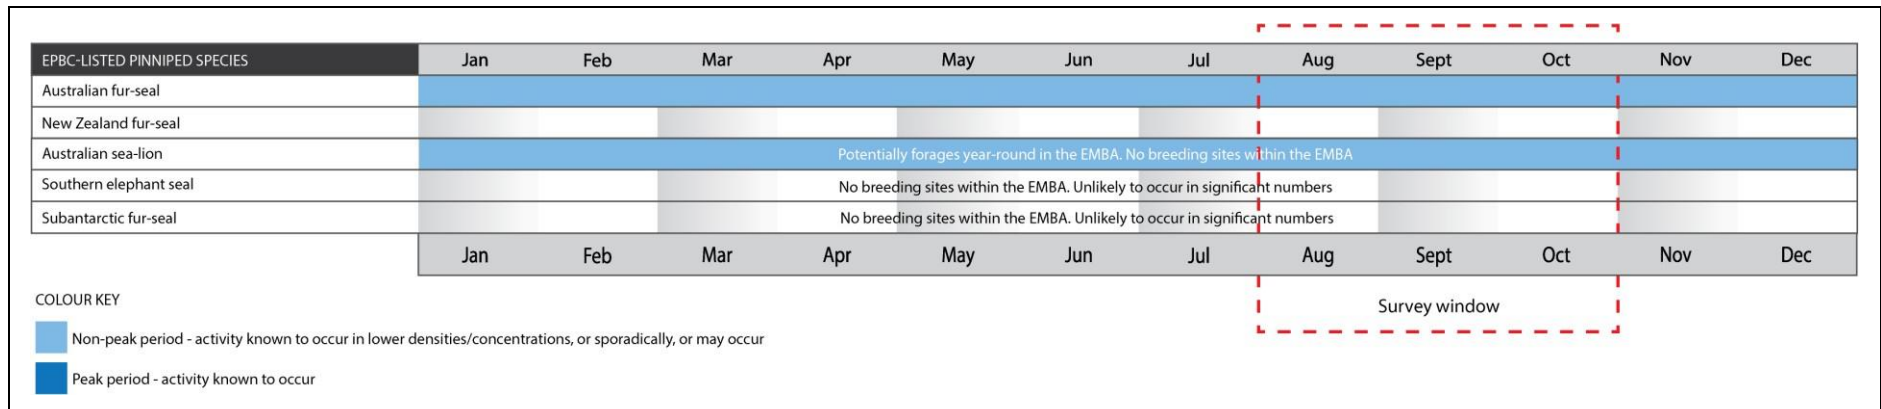 EPBC-LISTED PINNIPED SPECIES Jan Feb Mar Apr May Jun Jul Aug Sept Oct Nov Dec
Australian fur-seal
New Zealand fur-seal
Australian sea-lion Potentially forages year-round in the EMBA. No breeding sites within the EMBA
Southern elephant seal No breeding sites within the EMBA. Unlikely to occur in significant numbers
Subantarctic fur-seal No breeding sites within the EMBA. Unlikely to occur in significant numbers
Jan Feb Mar Apr May Jun Jul Aug Sept Oct Nov Dec
COLOUR KEY
Survey window
Non-peak period - activity known to occur in lower densities/concentrations, or sporadically, or may occur
Peak period - activity known to occur